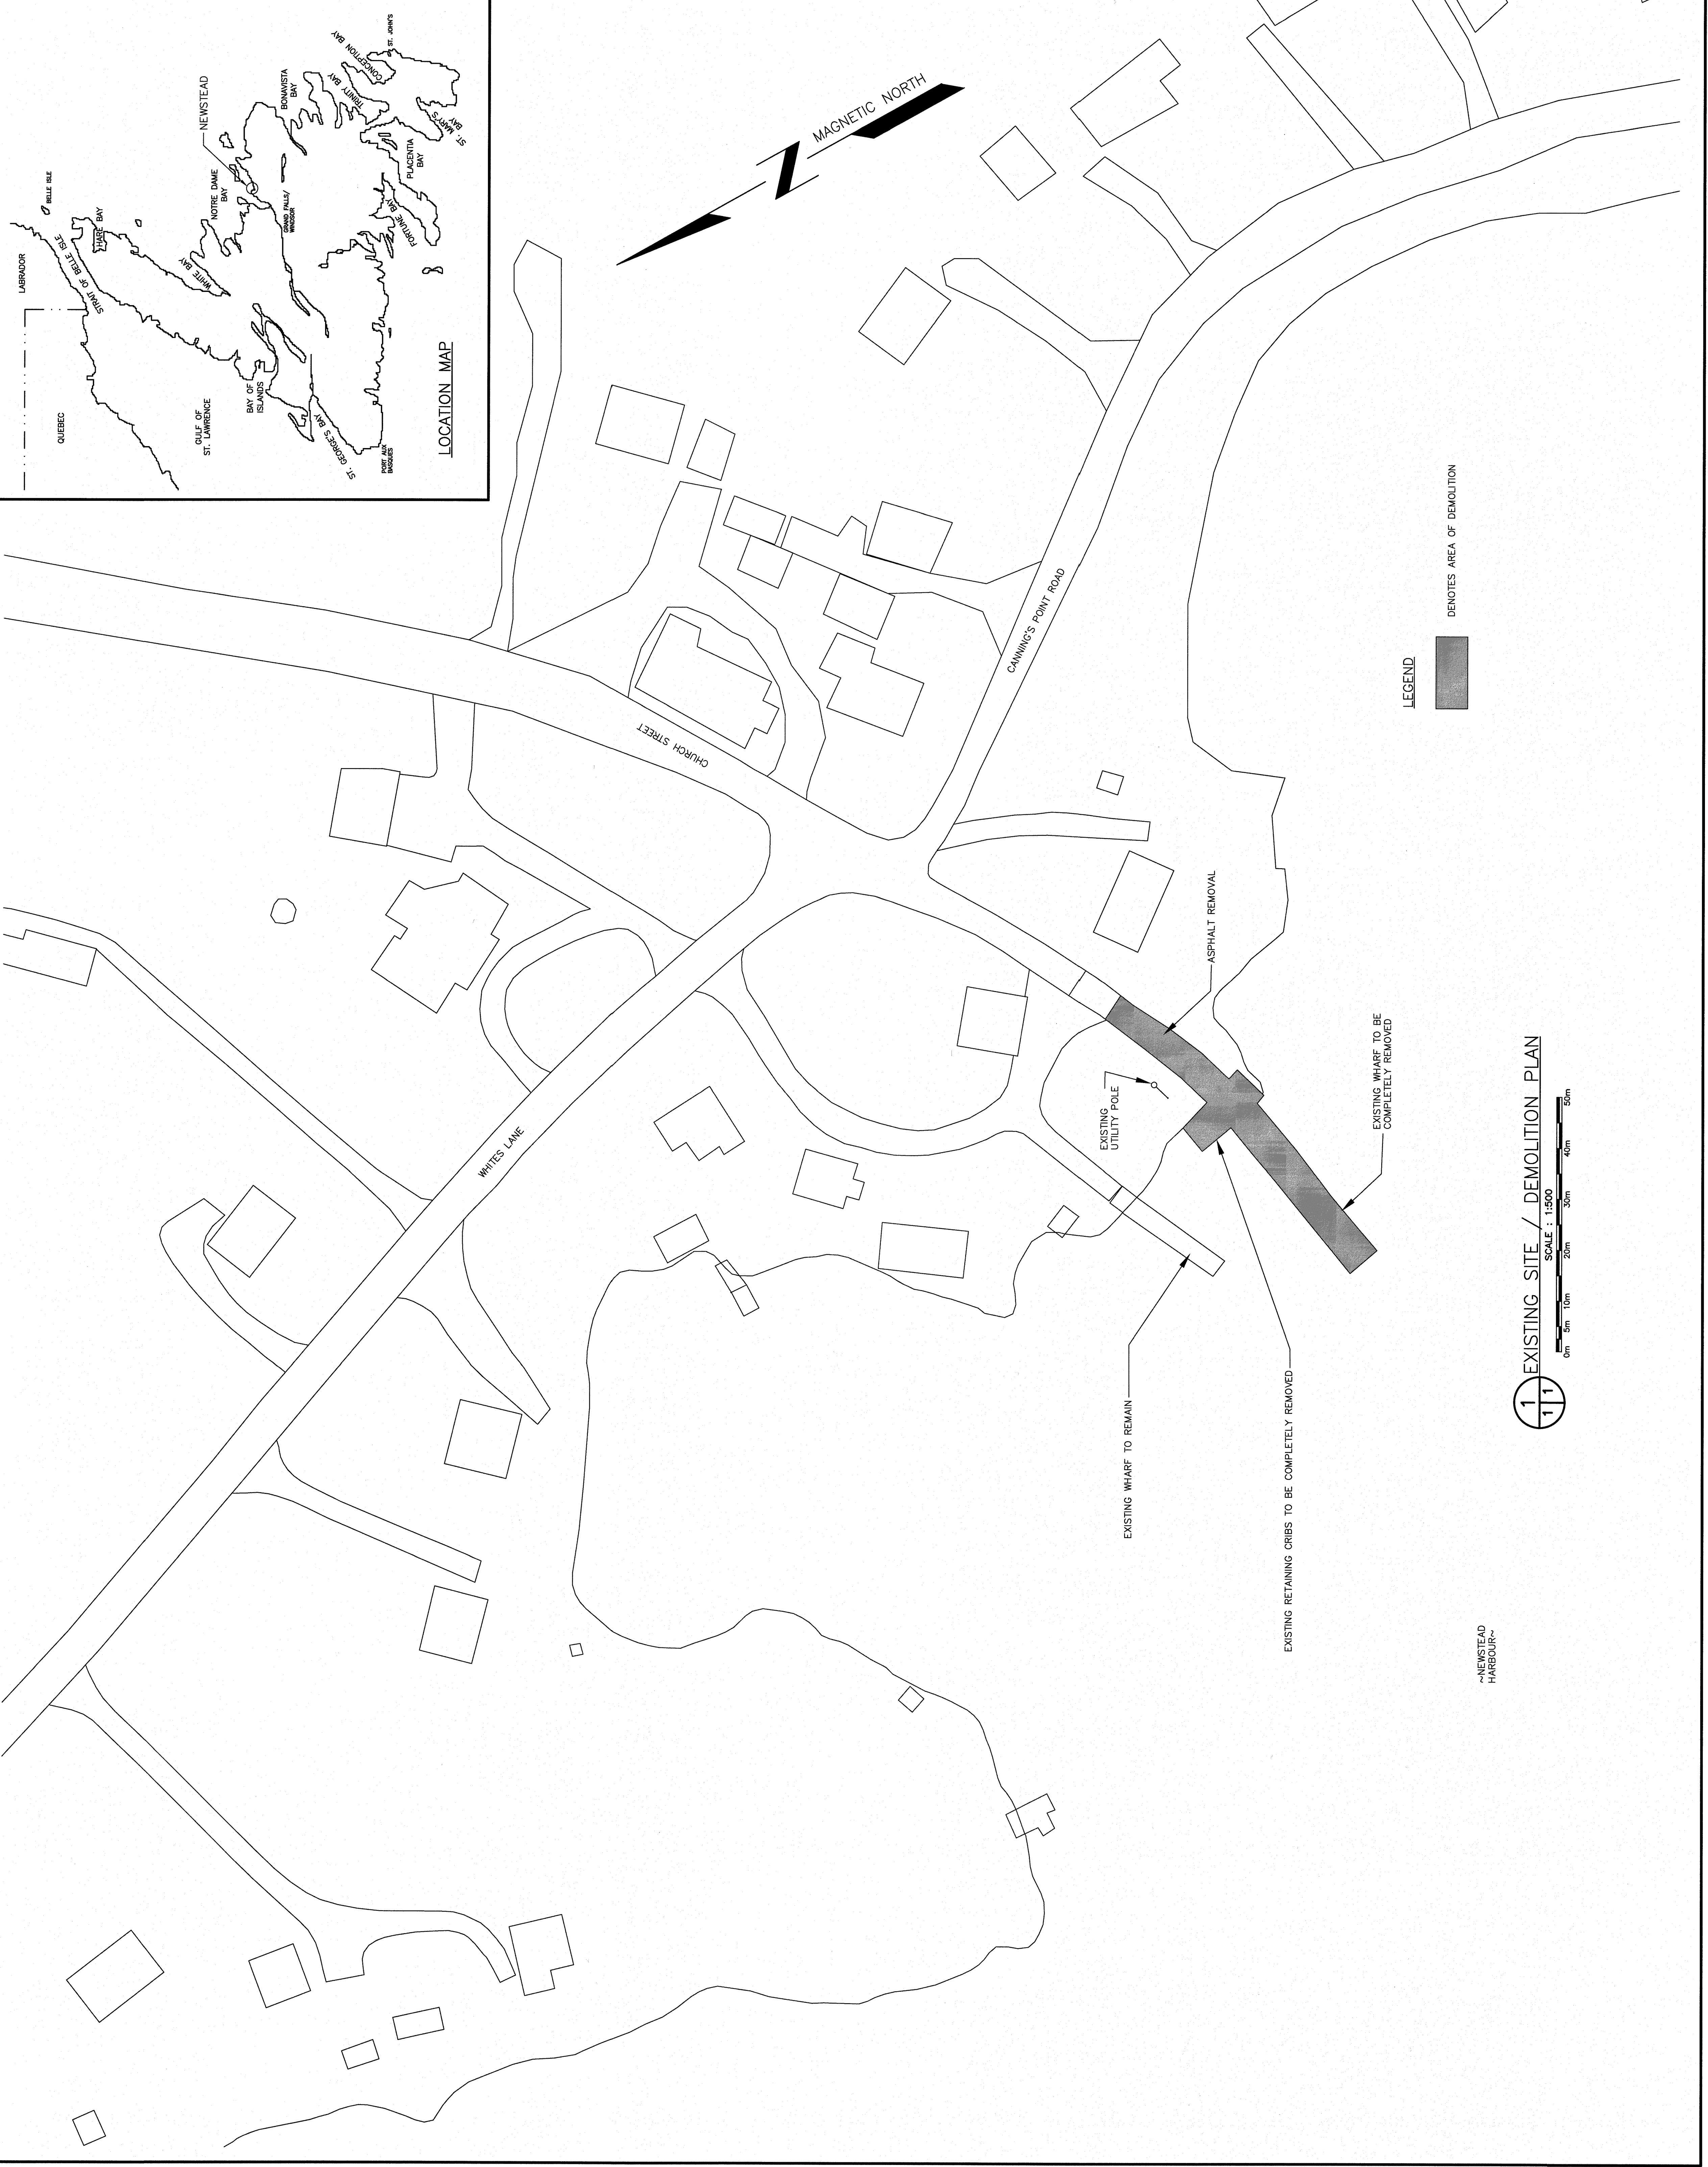 LABRADOR
QUEBEC
STRAIT OF BELLE ISLE
BELLE ISLE
HARE BAY
WHITE BAY
NOTRE DAME
BAY
NEWSTEAD
GULF OF
ST. LAWRENCE
BAY OF
ISLANDS
GRAND FALLS/
WINDSOR
BONAVISTA
BAY
TRINITY BAY
CONCEPTION BAY
ST. JOHN'S
ST. MARY'S
BAY
PLACENTIA
BAY
FORTUNE BAY
ST. GEORGE'S BAY
PORT AUX
BASQUES
LOCATION MAP
MAGNETIC NORTH
CHURCH STREET
CANNING'S POINT ROAD
WHITES LANE
EXISTING
UTILITY POLE
ASPHALT REMOVAL
EXISTING WHARF TO BE
COMPLETELY REMOVED
EXISTING WHARF TO REMAIN
EXISTING RETAINING CRIBS TO BE COMPLETELY REMOVED
LEGEND
DENOTES AREA OF DEMOLITION
~NEWSTEAD
HARBOUR~
1
1 1
EXISTING SITE / DEMOLITION PLAN
SCALE : 1:500
0m 5m 10m 20m 30m 40m 50m